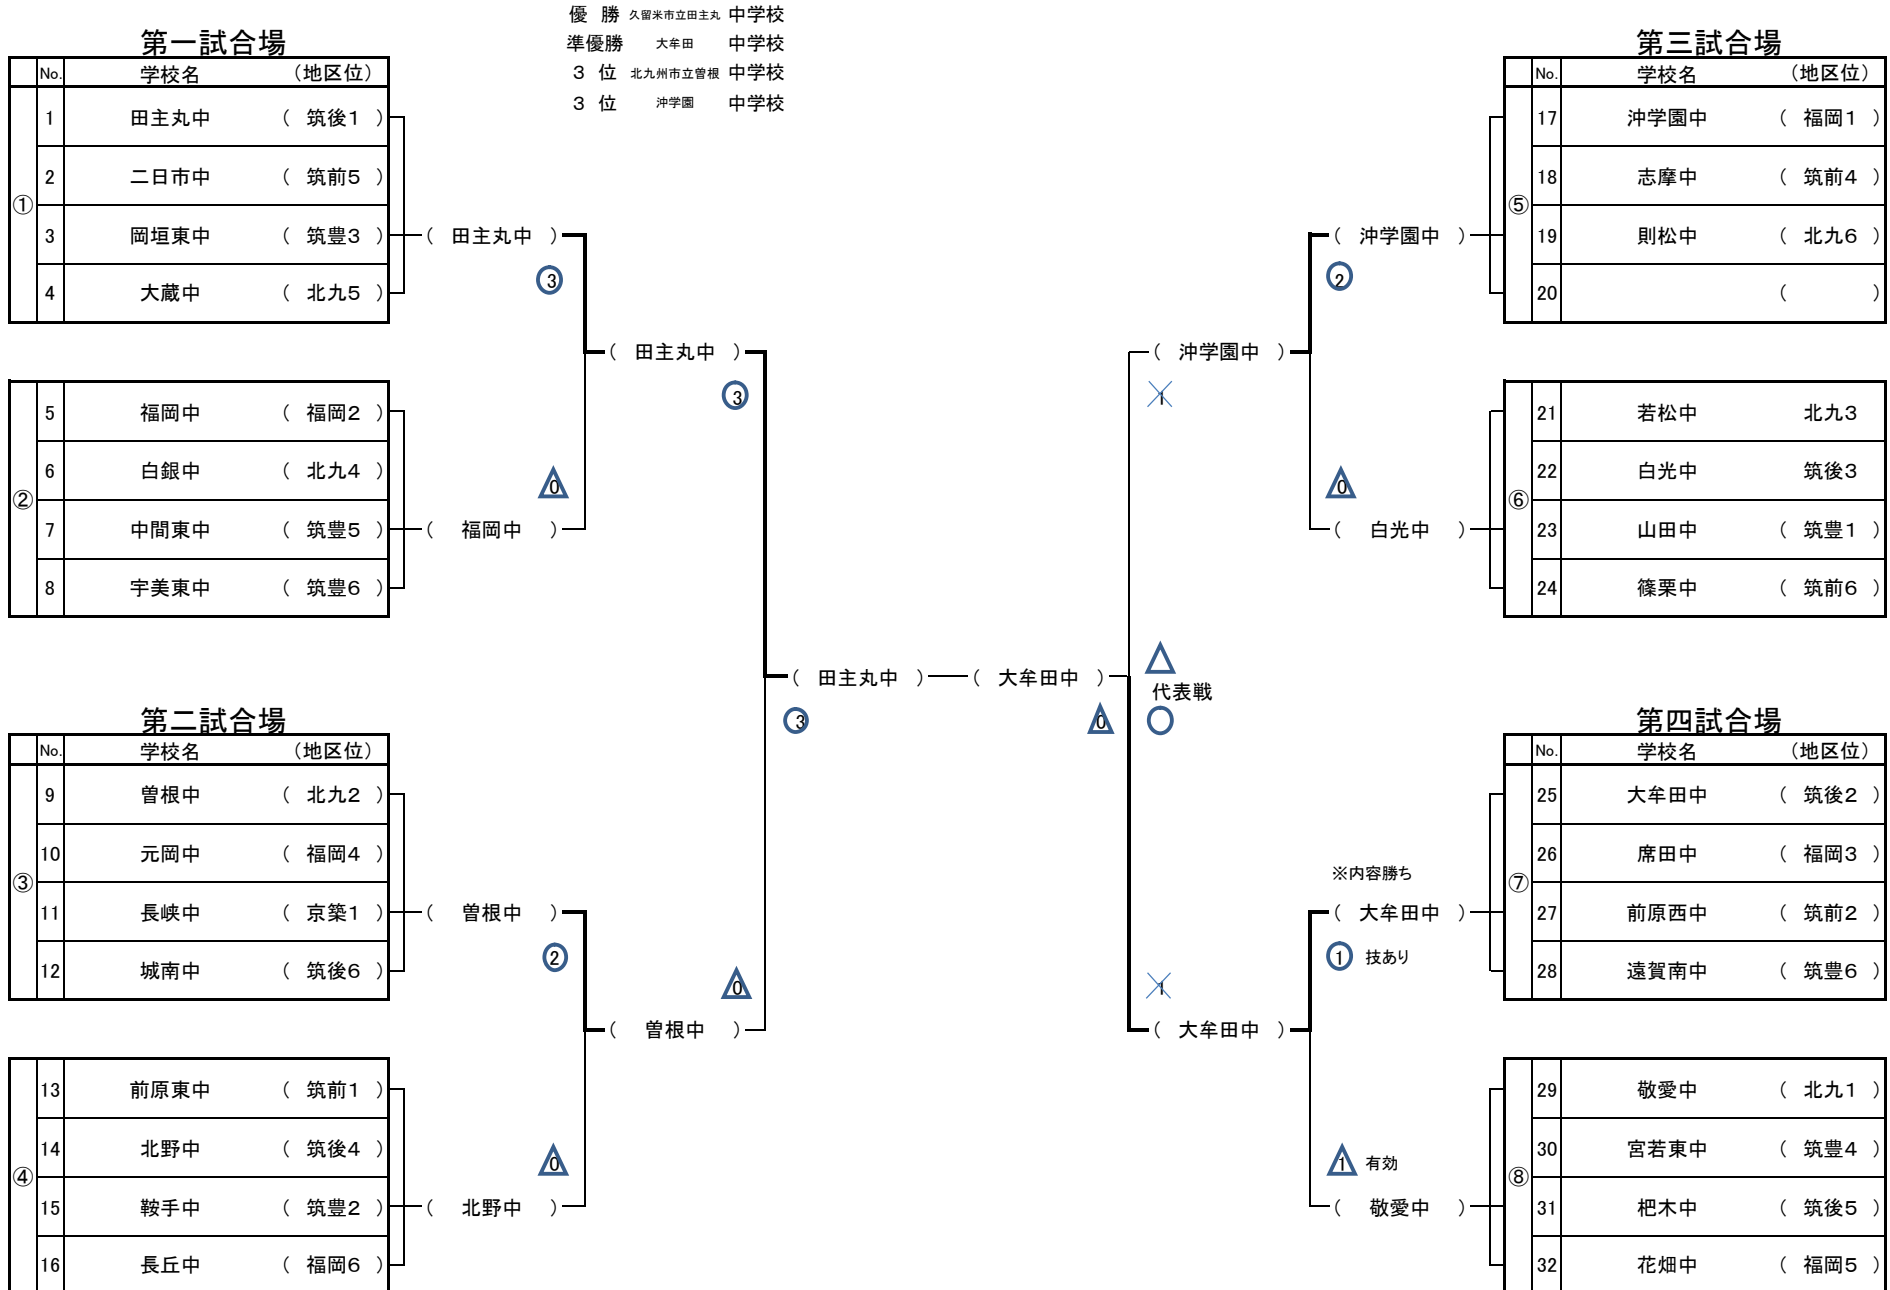 優 勝 久留米市立田主丸 中学校
準優勝 大牟田 中学校
3 位 北九州市立曽根 中学校
3 位 沖学園 中学校
第一試合場
No. 学校名 (地区位)
①
1 田主丸中 ( 筑後1 )
2 二日市中 ( 筑前5 )
3 岡垣東中 ( 筑豊3 )
4 大蔵中 ( 北九5 )
②
5 福岡中 ( 福岡2 )
6 白銀中 ( 北九4 )
7 中間東中 ( 筑豊5 )
8 宇美東中 ( 筑豊6 )
第二試合場
No. 学校名 (地区位)
③
9 曽根中 ( 北九2 )
10 元岡中 ( 福岡4 )
11 長峡中 ( 京築1 )
12 城南中 ( 筑後6 )
④
13 前原東中 ( 筑前1 )
14 北野中 ( 筑後4 )
15 鞍手中 ( 筑豊2 )
16 長丘中 ( 福岡6 )
( 田主丸中 )
3
0
( 福岡中 )
( 曽根中 )
2
0
( 北野中 )
( 田主丸中 )
3
0
( 曽根中 )
( 田主丸中 )
3
( 大牟田中 )
0
( 沖学園中 )
1
代表戦
1
( 大牟田中 )
( 沖学園中 )
2
0
( 白光中 )
※内容勝ち
( 大牟田中 )
1 技あり
1 有効
( 敬愛中 )
第三試合場
No. 学校名 (地区位)
⑤
17 沖学園中 ( 福岡1 )
18 志摩中 ( 筑前4 )
19 則松中 ( 北九6 )
20 ( )
⑥
21 若松中 北九3
22 白光中 筑後3
23 山田中 ( 筑豊1 )
24 篠栗中 ( 筑前6 )
第四試合場
No. 学校名 (地区位)
⑦
25 大牟田中 ( 筑後2 )
26 席田中 ( 福岡3 )
27 前原西中 ( 筑前2 )
28 遠賀南中 ( 筑豊6 )
⑧
29 敬愛中 ( 北九1 )
30 宮若東中 ( 筑豊4 )
31 杷木中 ( 筑後5 )
32 花畑中 ( 福岡5 )